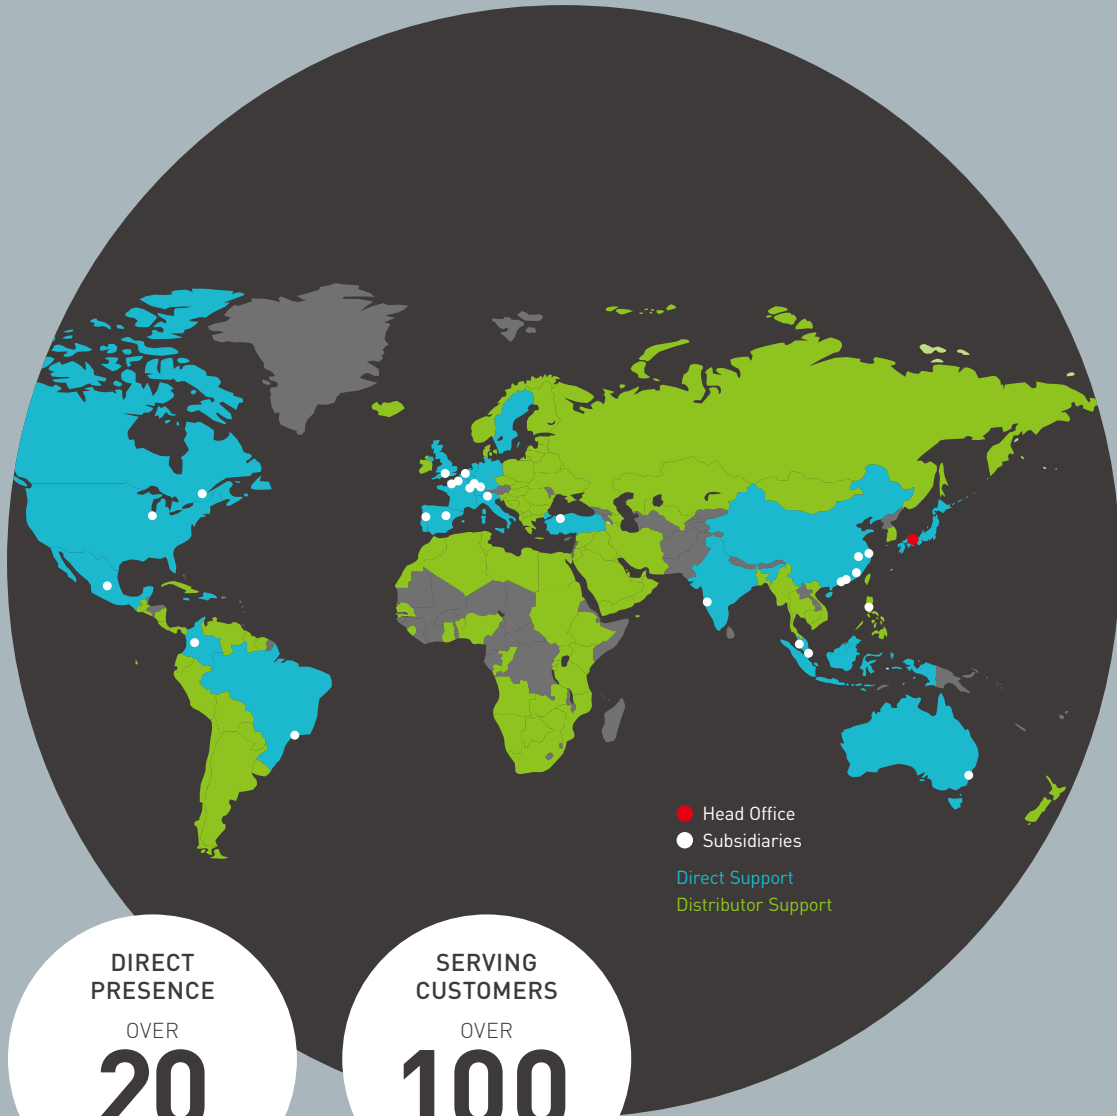 Head Office
Subsidiaries
Direct Support
Distributor Support
DIRECT
PRESENCE
OVER
20
SERVING
CUSTOMERS
OVER
100